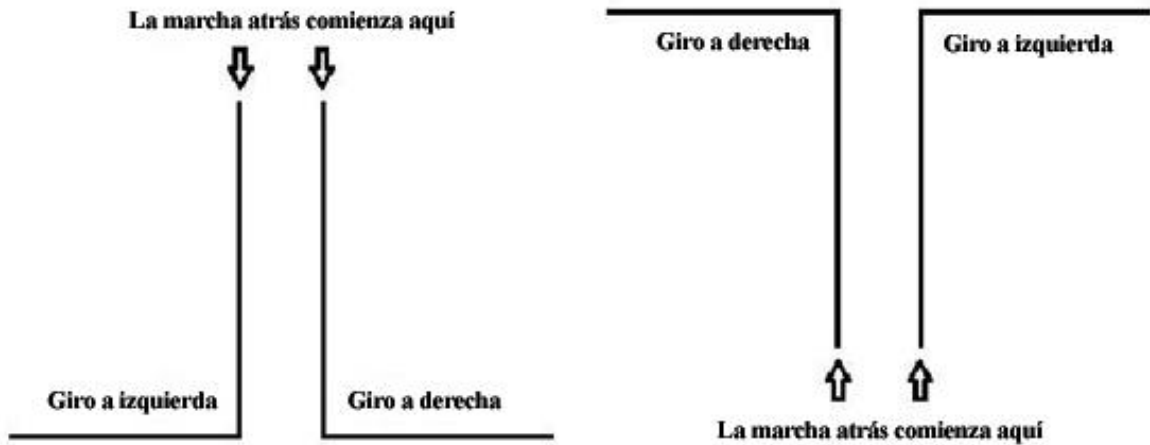 La marcha atrás comienza aquí
Giro a izquierda
Giro a derecha
Giro a derecha
Giro a izquierda
La marcha atrás comienza aquí